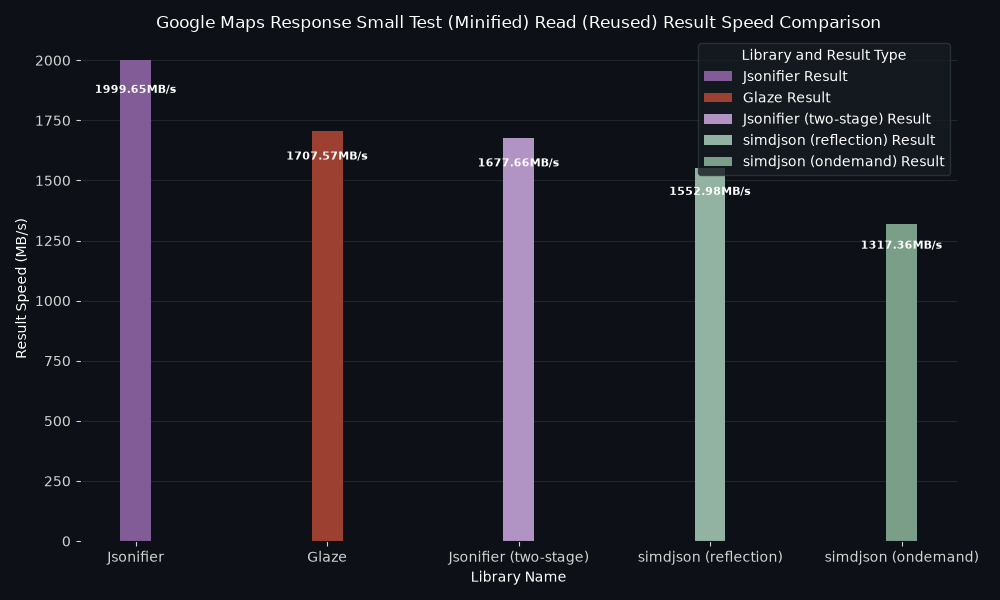 Google Maps Response Small Test (Minified) Read (Reused) Result Speed Comparison
Library and Result Type
Jsonifier Result
Glaze Result
Jsonifier (two-stage) Result
simdjson (reflection) Result
simdjson (ondemand) Result
Result Speed (MB/s)
2000
1750
1500
1250
1000
750
500
250
0
1999.65MB/s
1707.57MB/s
1677.66MB/s
1552.98MB/s
1317.36MB/s
Jsonifier
Glaze
Jsonifier (two-stage)
simdjson (reflection)
simdjson (ondemand)
Library Name